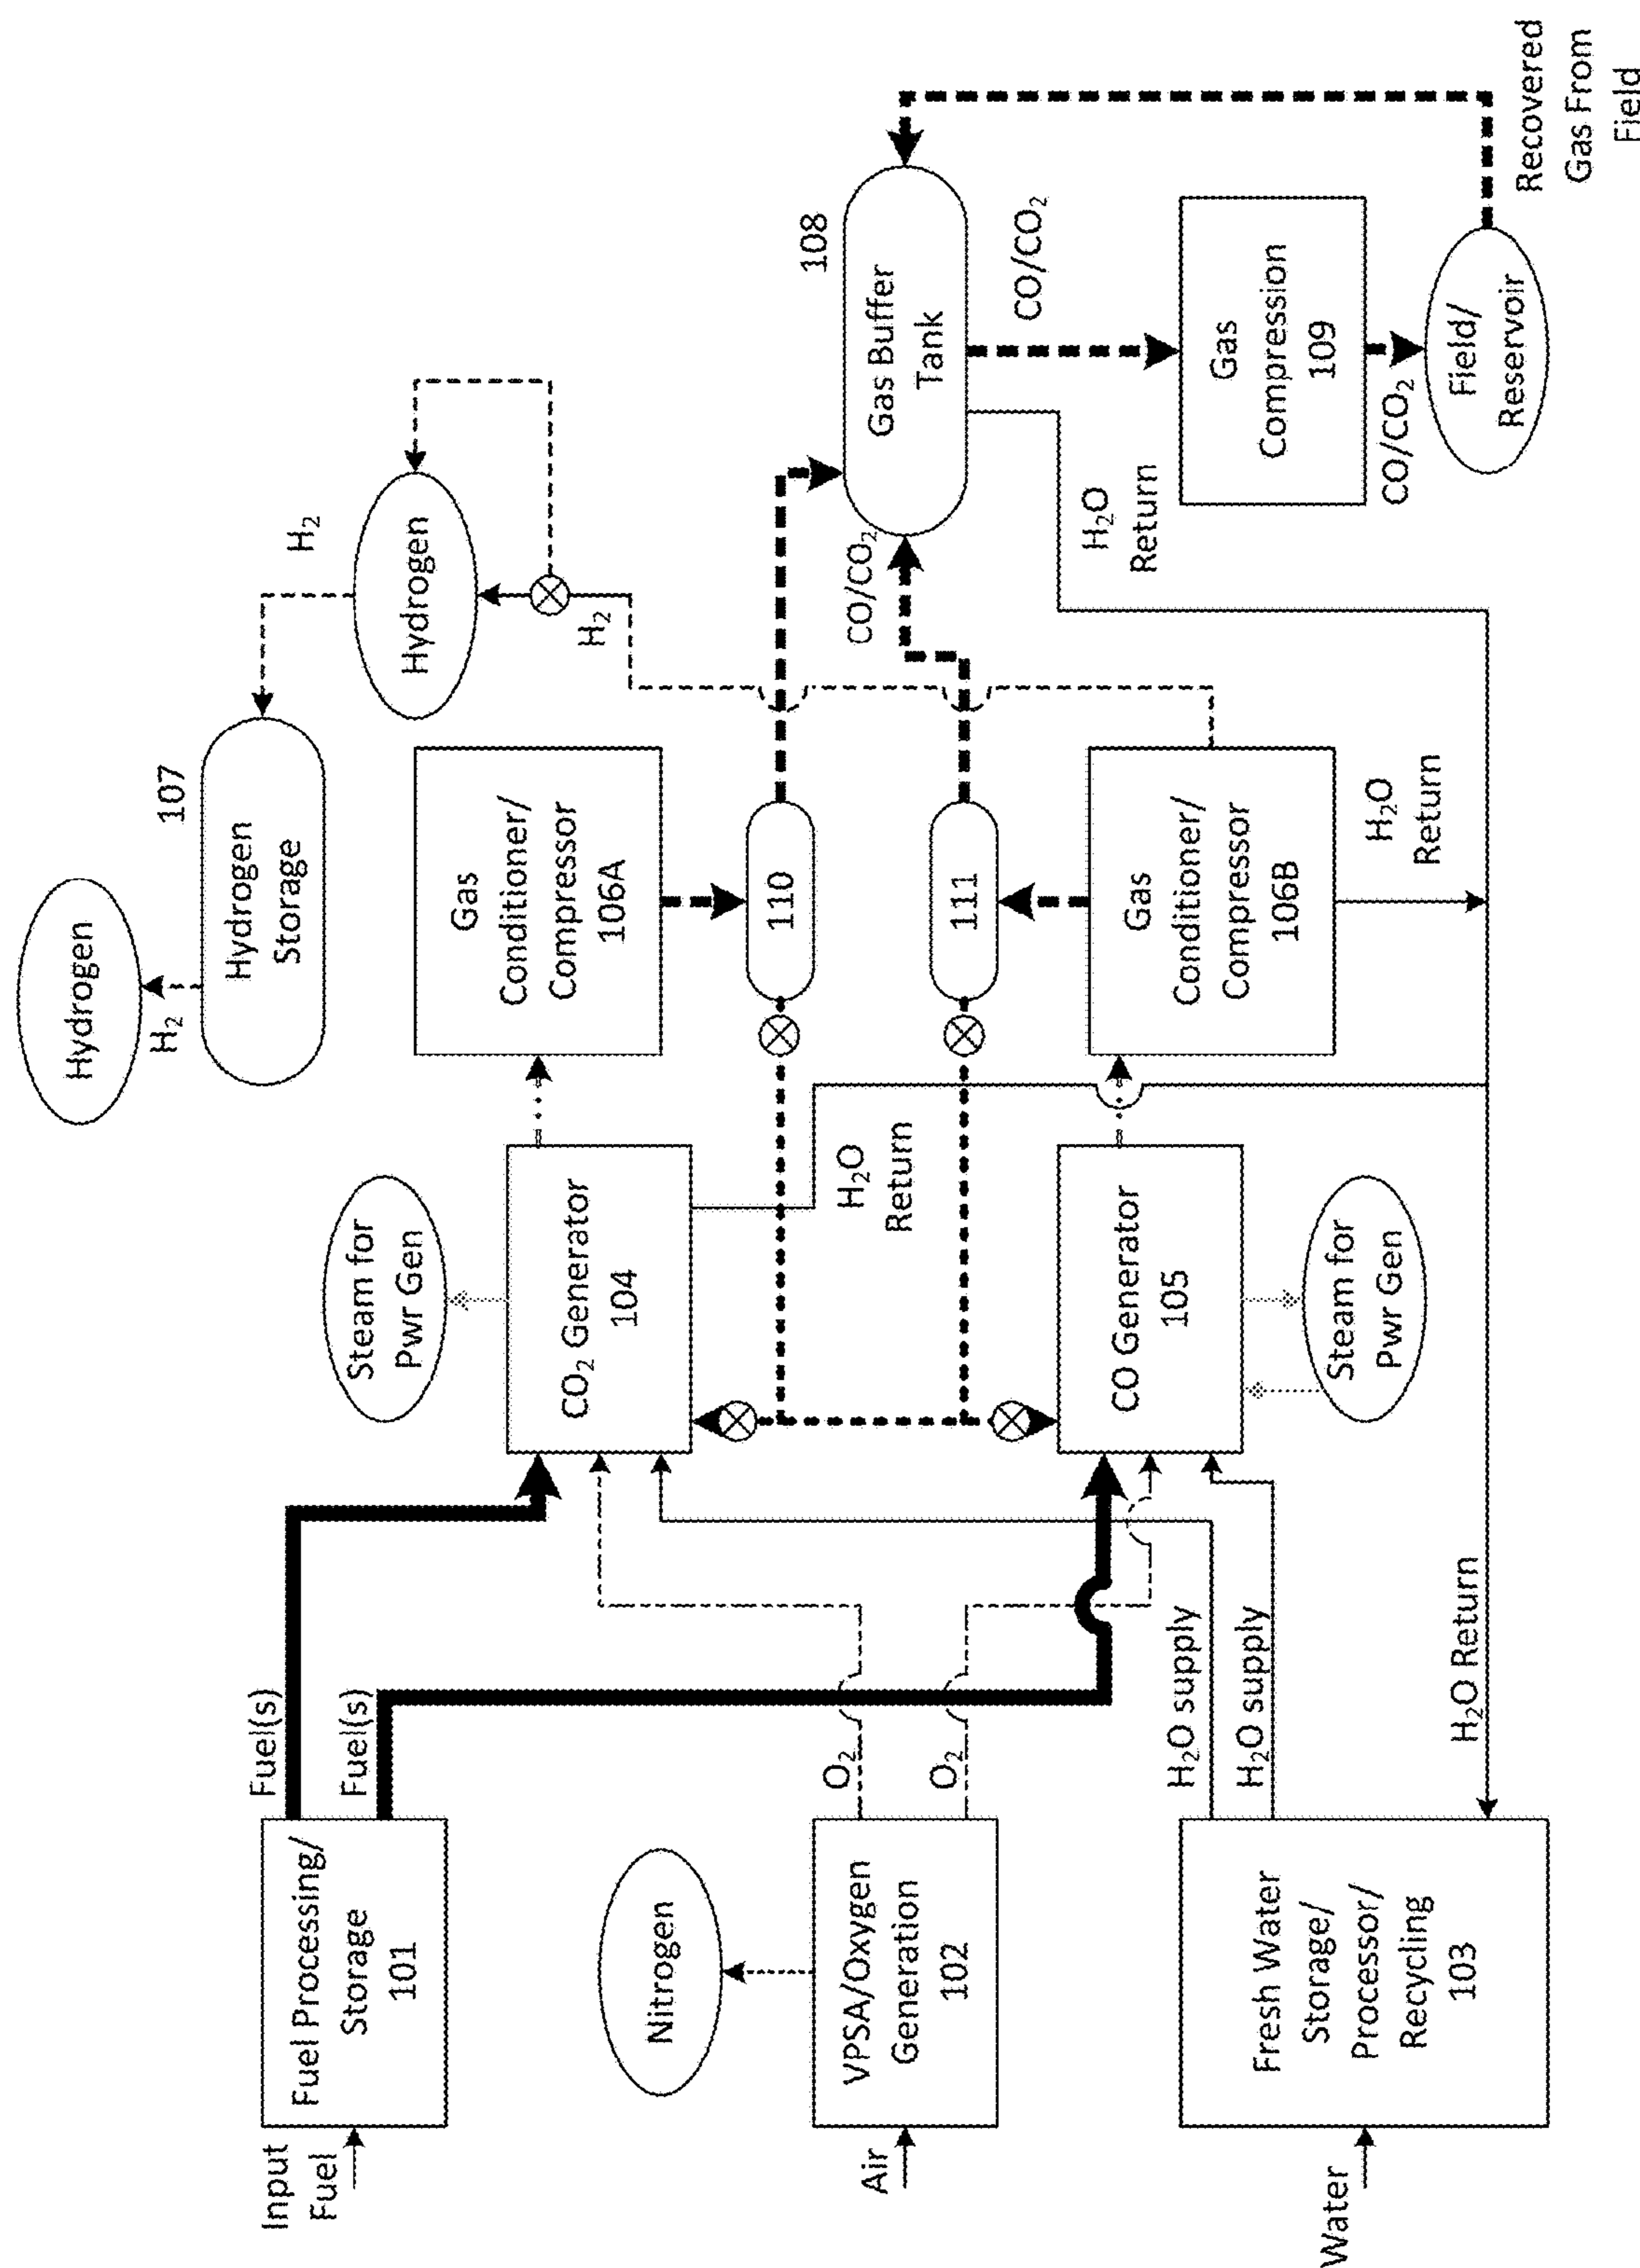 Input
Fuel
Fuel Processing/
Storage
101
Fuel(s)
Fuel(s)
Air
VPSA/Oxygen
Generation
102
Nitrogen
O₂
O₂
Water
Fresh Water
Storage/
Processor/
Recycling
103
H₂O supply
H₂O supply
H₂O Return
Steam for
Pwr Gen
CO₂ Generator
104
H₂O
Return
CO Generator
105
Steam for
Pwr Gen
Hydrogen
H₂
Hydrogen
Storage
107
Gas
Conditioner/
Compressor
106A
110
111
Gas
Conditioner/
Compressor
106B
H₂O
Return
H₂
Hydrogen
H₂
CO/CO₂
108
Gas Buffer
Tank
H₂O
Return
CO/CO₂
Gas
Compression
109
CO/CO₂
Field/
Reservoir
Recovered
Gas From
Field